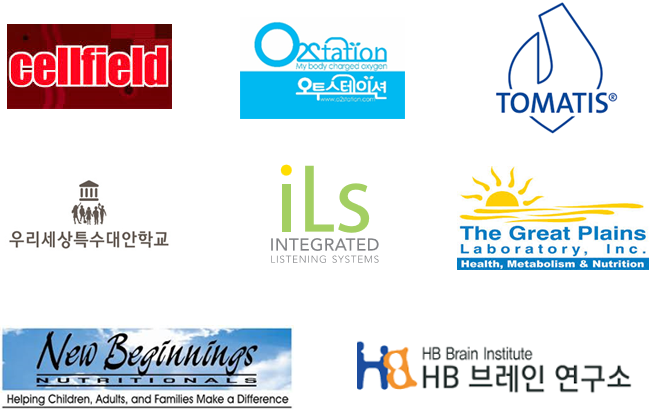 cellfield
O2Station
My body charged oxygen
오투스테이션
www.o2station.com
TOMATIS®
우리세상특수대안학교
iLs
INTEGRATED
LISTENING SYSTEMS
The Great Plains
Laboratory, Inc.
Health, Metabolism & Nutrition
New Beginnings
NUTRITIONALS
Helping Children, Adults, and Families Make a Difference
HB Brain Institute
HB 브레인 연구소